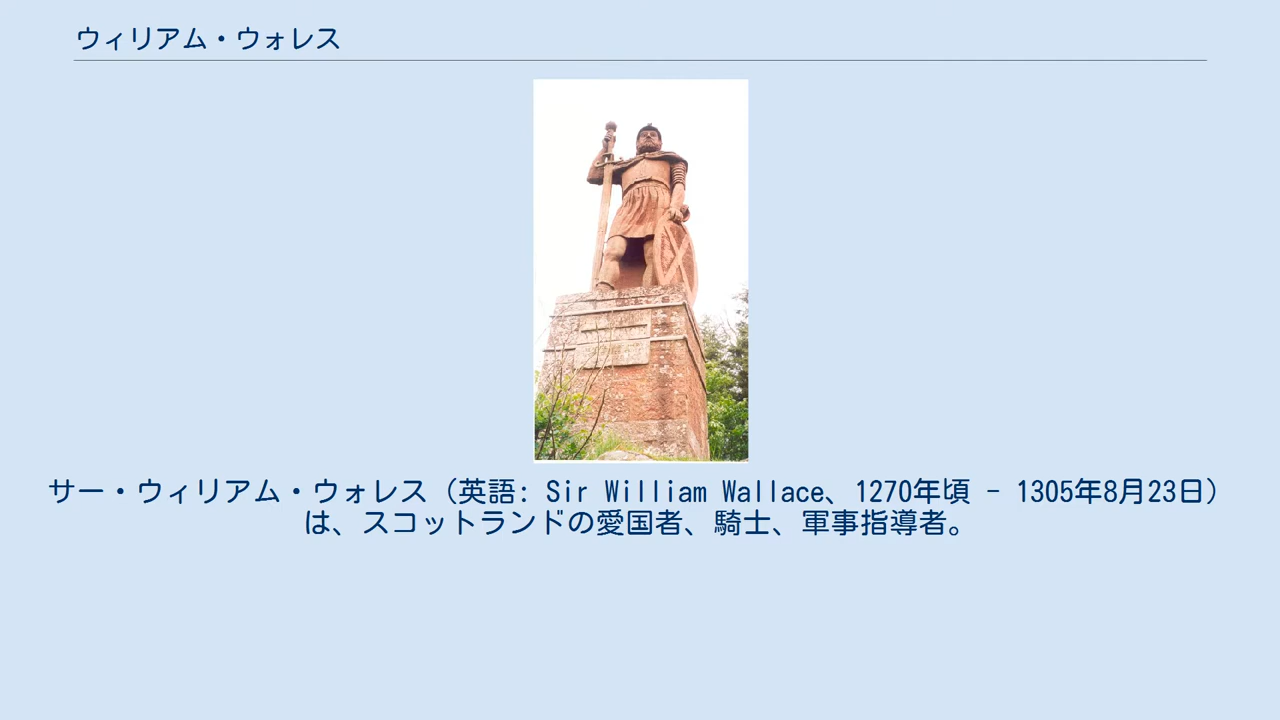 ウィリアム・ウォレス
サー・ウィリアム・ウォレス（英語: Sir William Wallace、1270年頃 - 1305年8月23日）
は、スコットランドの愛国者、騎士、軍事指導者。